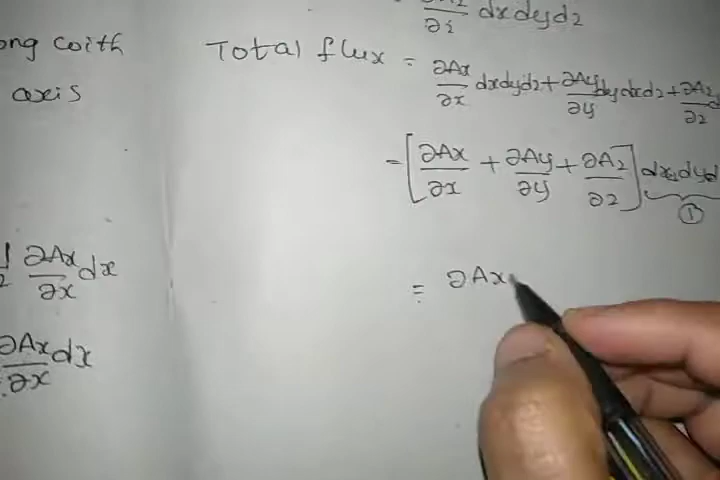 ong coith
axis
∂Ax/∂x dx
∂Ax/∂x dx
∂z dxdydz
Total flux = ∂Ax/∂x dxdydz + ∂Ay/∂y dydxdz + ∂Az/∂z
= [∂Ax/∂x + ∂Ay/∂y + ∂Az/∂z] dxdyd
①
= ∂Ax